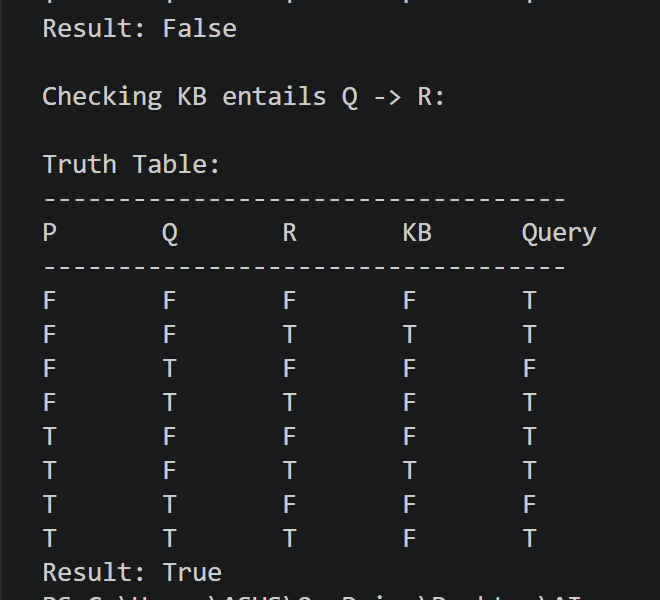 Result: False
Checking KB entails Q -> R:
Truth Table:
-----------------------------------
P Q R KB Query
-----------------------------------
F F F F T
F F T T T
F T F F F
F T T F T
T F F F T
T F T T T
T T F F F
T T T F T
Result: True